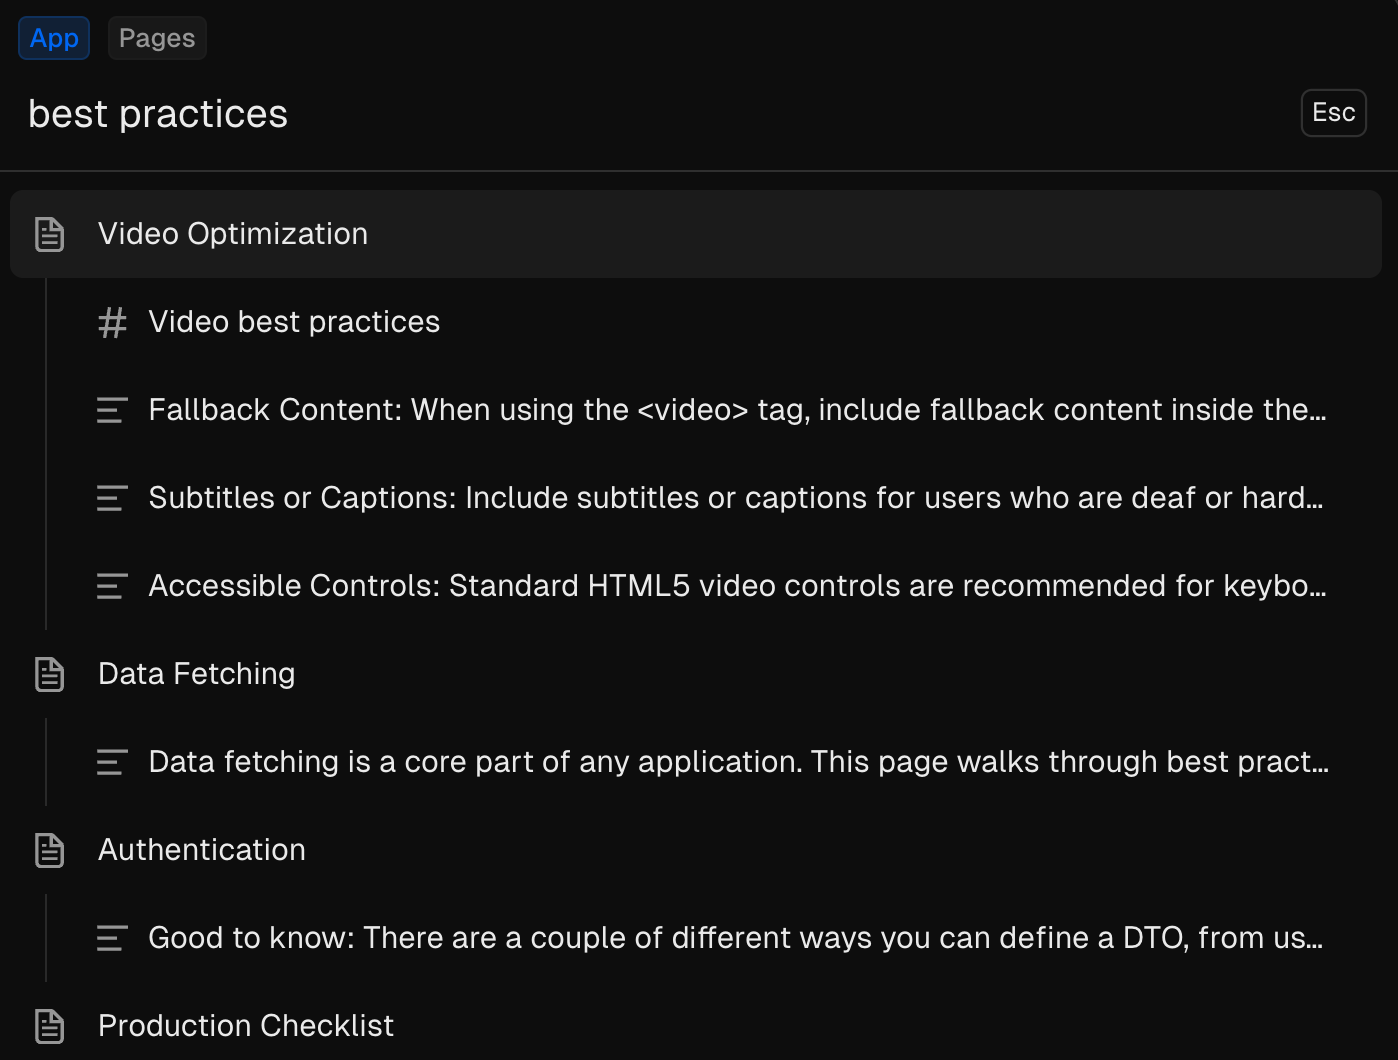 App Pages
best practices Esc
Video Optimization
# Video best practices
Fallback Content: When using the <video> tag, include fallback content inside the...
Subtitles or Captions: Include subtitles or captions for users who are deaf or hard...
Accessible Controls: Standard HTML5 video controls are recommended for keybo...
Data Fetching
Data fetching is a core part of any application. This page walks through best pract...
Authentication
Good to know: There are a couple of different ways you can define a DTO, from us...
Production Checklist